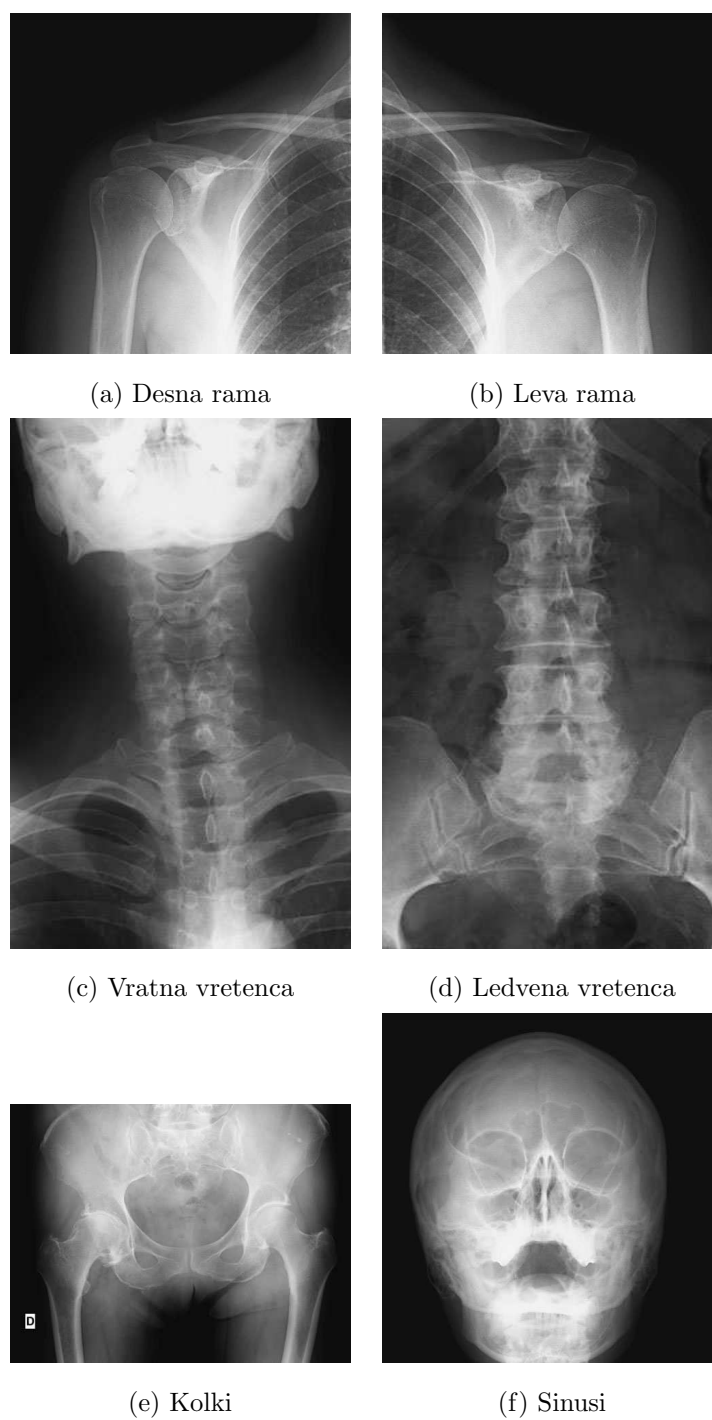 (a) Desna rama
(b) Leva rama
(c) Vratna vretenca
(d) Ledvena vretenca
D
(e) Kolki
(f) Sinusi